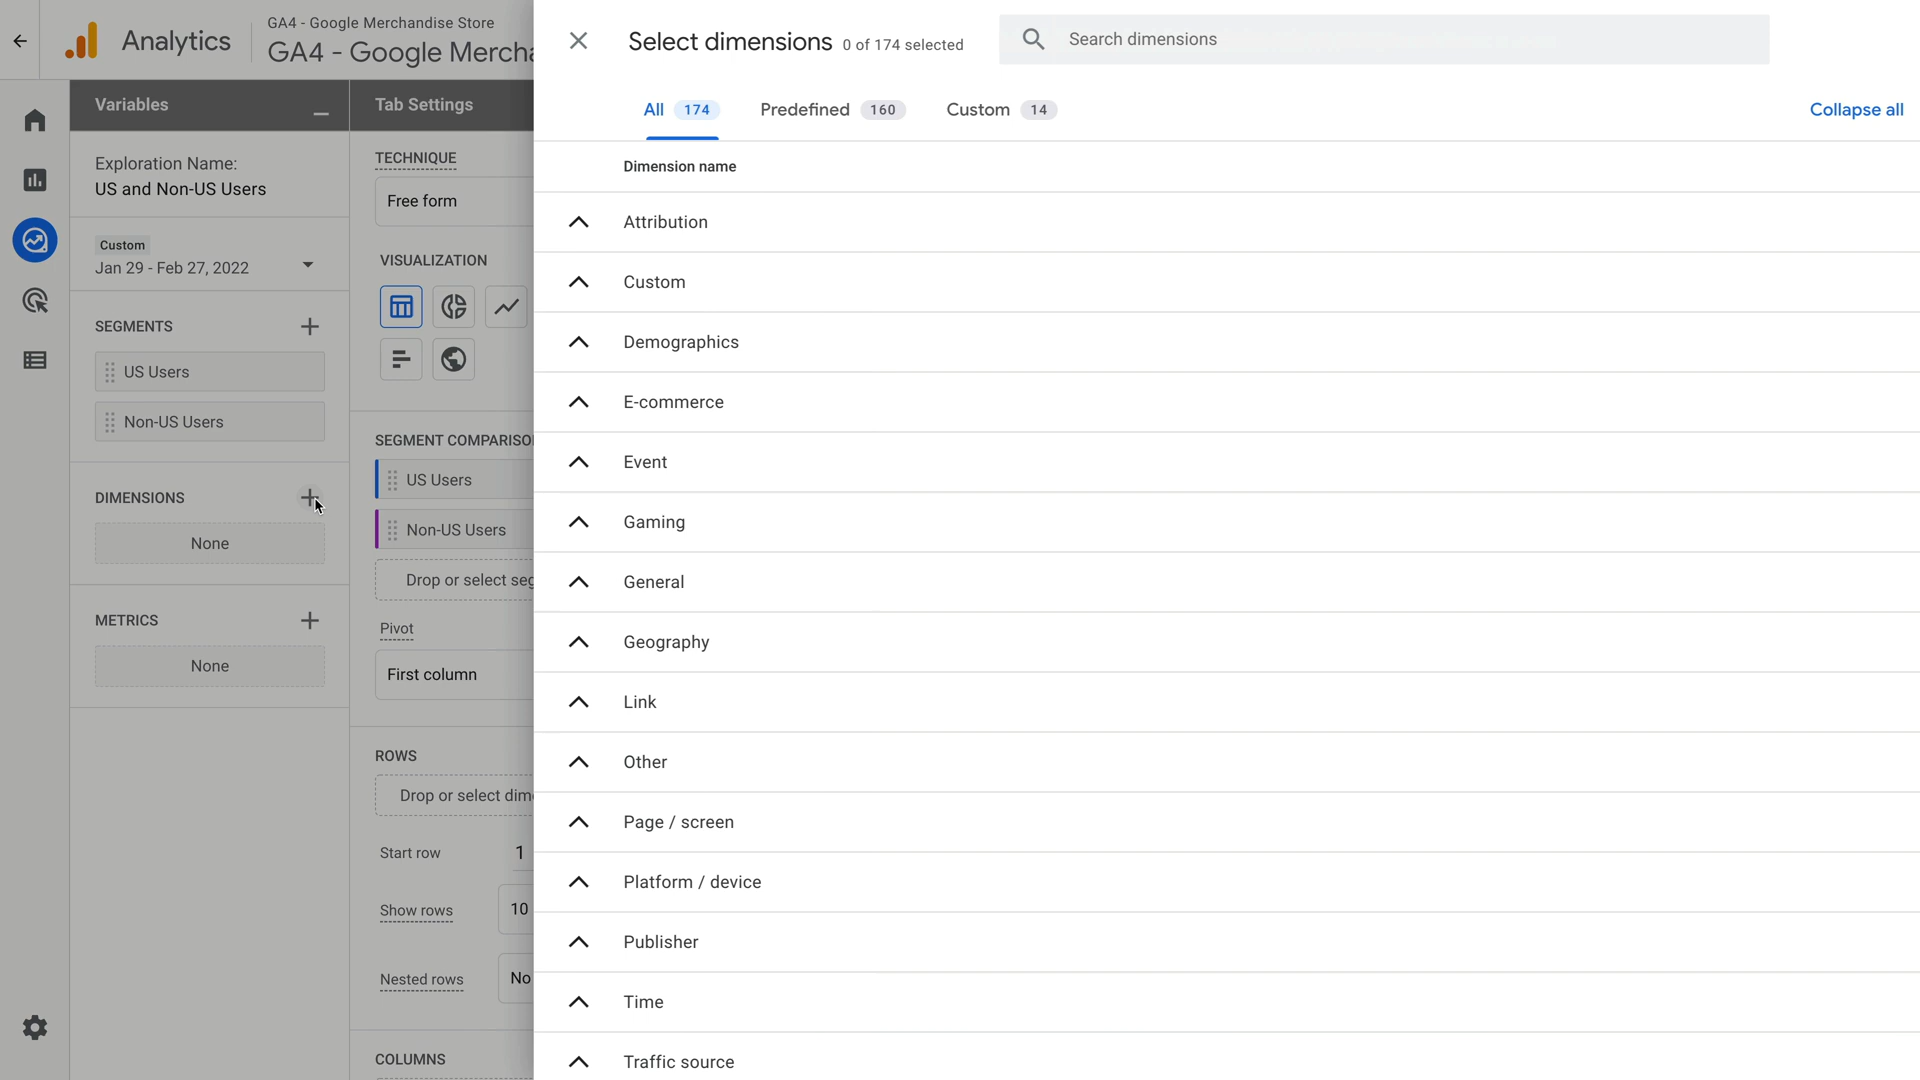 Analytics
GA4 - Google Merchandise Store
GA4 - Google Mercha
Variables
Exploration Name:
US and Non-US Users
Custom
Jan 29 - Feb 27, 2022
SEGMENTS
US Users
Non-US Users
DIMENSIONS
None
METRICS
None
Tab Settings
TECHNIQUE
Free form
VISUALIZATION
SEGMENT COMPARISO
US Users
Non-US Users
Drop or select seg
Pivot
First column
ROWS
Drop or select dim
Start row 1
Show rows 10
Nested rows No
COLUMNS
Select dimensions 0 of 174 selected
Search dimensions
All 174 Predefined 160 Custom 14
Collapse all
Dimension name
Attribution
Custom
Demographics
E-commerce
Event
Gaming
General
Geography
Link
Other
Page / screen
Platform / device
Publisher
Time
Traffic source